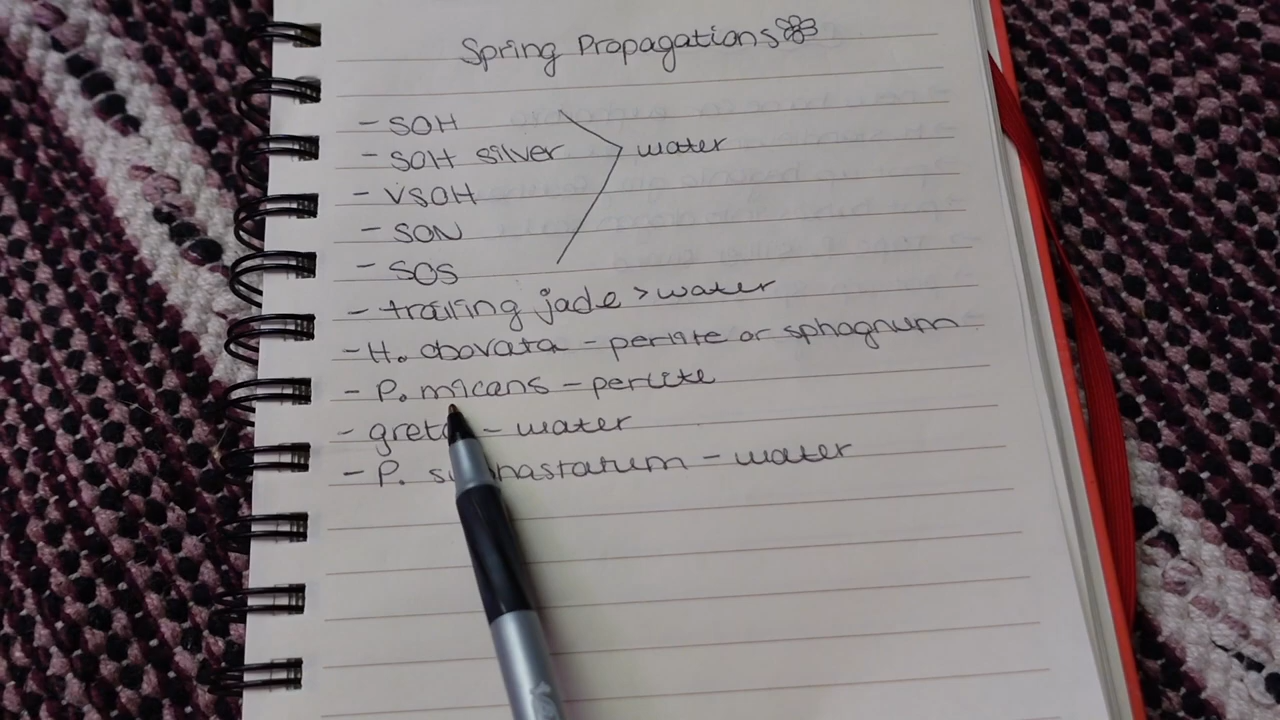 Spring Propagations
- SOH
- SOH silver
- VSOH
- SON
- SOS
water
- trailing jade > water
- H. obovata - perlite or sphagnum
- P. micans - perlite
- - water
- P. - water